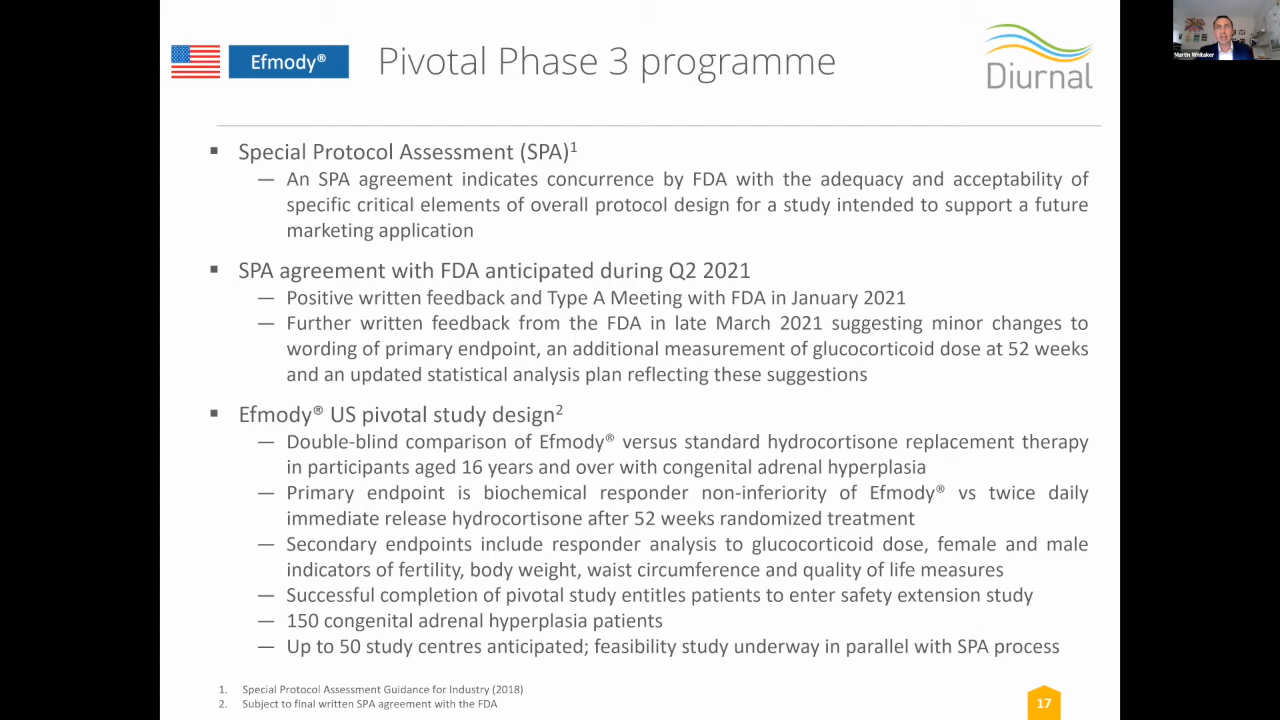 Efmody®
Pivotal Phase 3 programme
Diurnal
Martin Whitaker
▪ Special Protocol Assessment (SPA)1
— An SPA agreement indicates concurrence by FDA with the adequacy and acceptability of
specific critical elements of overall protocol design for a study intended to support a future
marketing application
▪ SPA agreement with FDA anticipated during Q2 2021
— Positive written feedback and Type A Meeting with FDA in January 2021
— Further written feedback from the FDA in late March 2021 suggesting minor changes to
wording of primary endpoint, an additional measurement of glucocorticoid dose at 52 weeks
and an updated statistical analysis plan reflecting these suggestions
▪ Efmody® US pivotal study design2
— Double-blind comparison of Efmody® versus standard hydrocortisone replacement therapy
in participants aged 16 years and over with congenital adrenal hyperplasia
— Primary endpoint is biochemical responder non-inferiority of Efmody® vs twice daily
immediate release hydrocortisone after 52 weeks randomized treatment
— Secondary endpoints include responder analysis to glucocorticoid dose, female and male
indicators of fertility, body weight, waist circumference and quality of life measures
— Successful completion of pivotal study entitles patients to enter safety extension study
— 150 congenital adrenal hyperplasia patients
— Up to 50 study centres anticipated; feasibility study underway in parallel with SPA process
1. Special Protocol Assessment Guidance for Industry (2018)
2. Subject to final written SPA agreement with the FDA
17